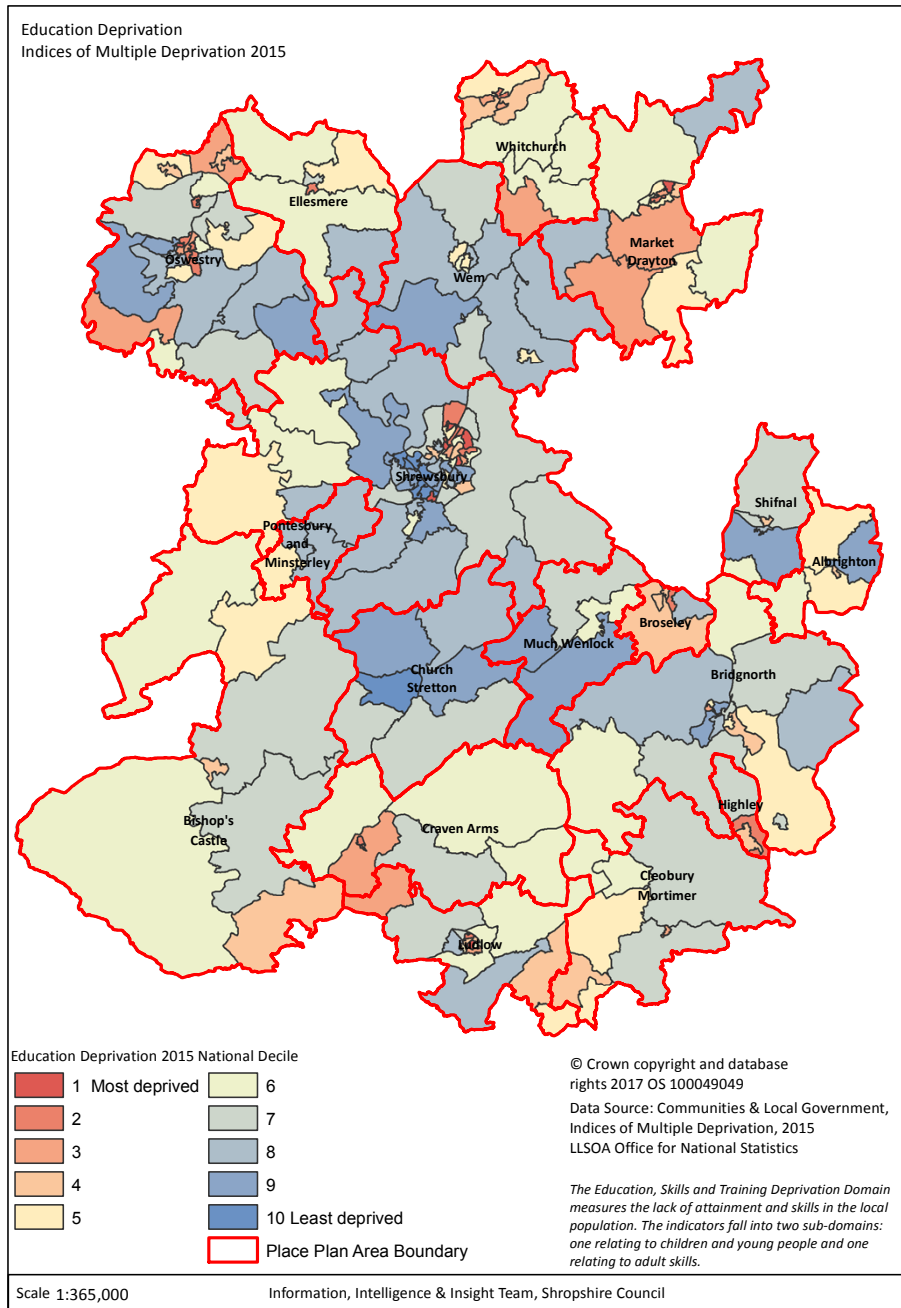 Education Deprivation
Indices of Multiple Deprivation 2015
Whitchurch
Ellesmere
Market
Drayton
Oswestry
Wem
Shrewsbury
Shifnal
Pontesbury
and
Minsterley
Albrighton
Broseley
Much Wenlock
Church
Stretton
Bridgnorth
Highley
Bishop's
Castle
Craven Arms
Cleobury
Mortimer
Ludlow
Education Deprivation 2015 National Decile
1 Most deprived
2
3
4
5
6
7
8
9
10 Least deprived
Place Plan Area Boundary
© Crown copyright and database
rights 2017 OS 100049049
Data Source: Communities & Local Government,
Indices of Multiple Deprivation, 2015
LLSOA Office for National Statistics
The Education, Skills and Training Deprivation Domain
measures the lack of attainment and skills in the local
population. The indicators fall into two sub-domains:
one relating to children and young people and one
relating to adult skills.
Scale 1:365,000
Information, Intelligence & Insight Team, Shropshire Council